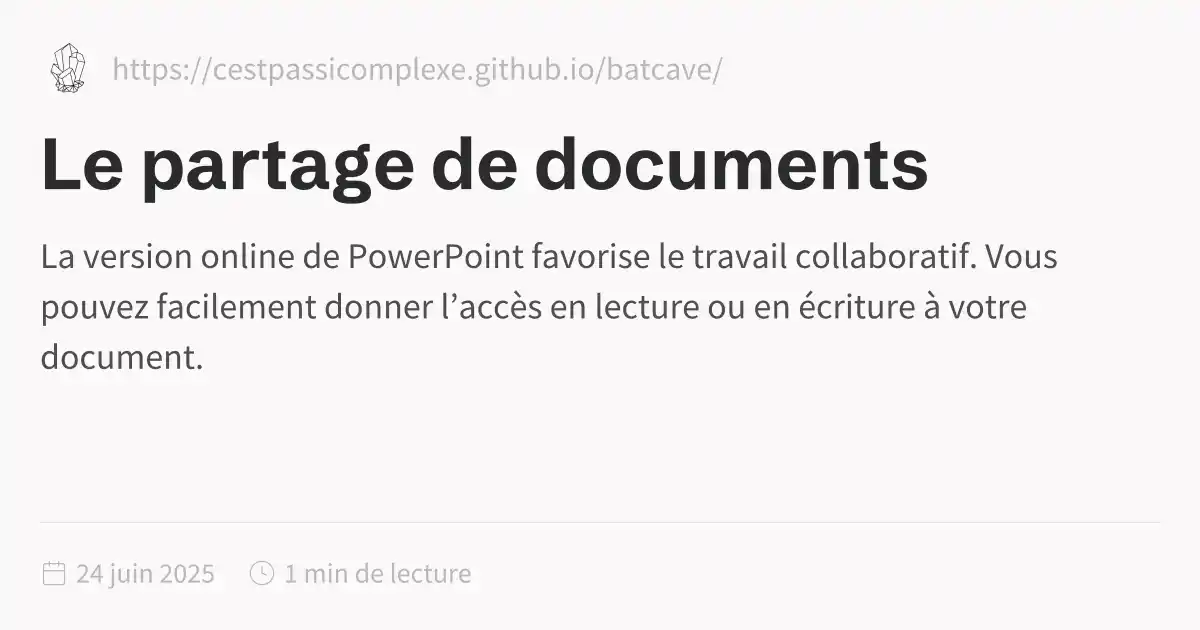 https://cestpassicomplexe.github.io/batcave/
Le partage de documents
La version online de PowerPoint favorise le travail collaboratif. Vous
pouvez facilement donner l’accès en lecture ou en écriture à votre
document.
24 juin 2025 1 min de lecture